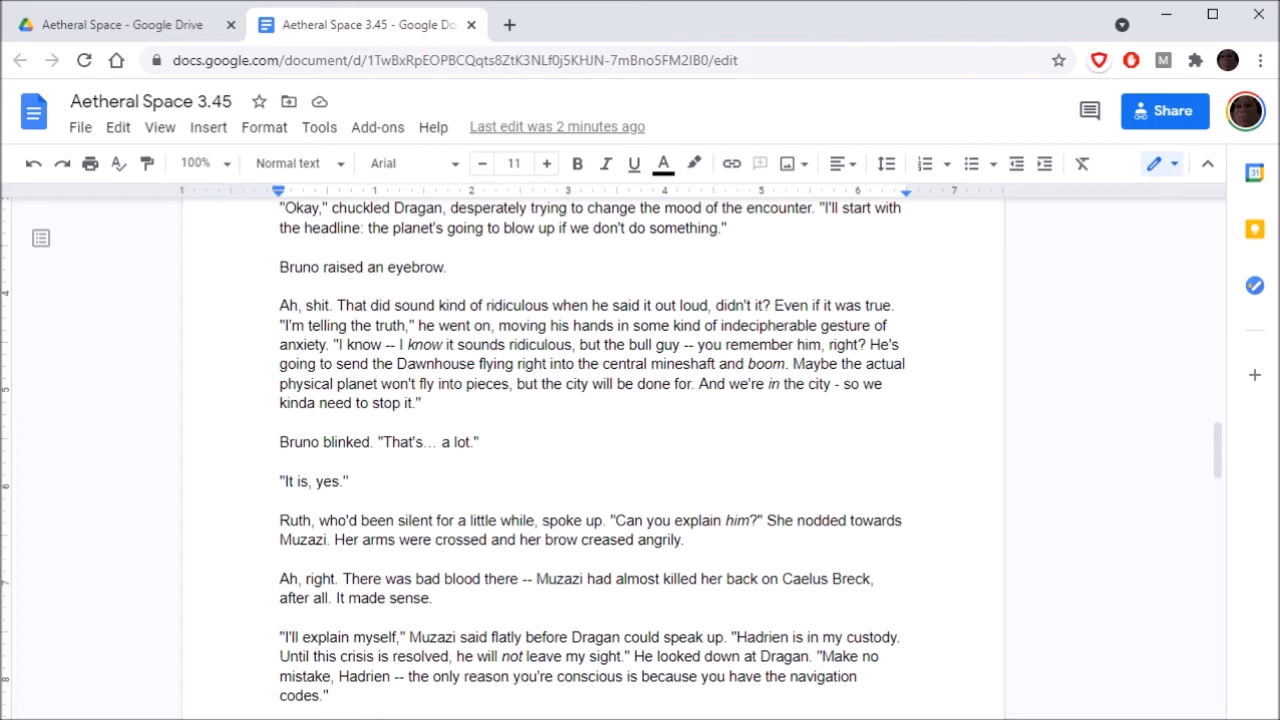 Aetheral Space - Google Drive
Aetheral Space 3.45 - Google Do
docs.google.com/document/d/1TwBxRpEOPBCQqts8ZtK3NLf0j5KHJN-7mBno5FM2IB0/edit
Aetheral Space 3.45
Share
File Edit View Insert Format Tools Add-ons Help Last edit was 2 minutes ago
100% Normal text Arial 11 B I U A
1 1 2 3 4 5 6 7
"Okay," chuckled Dragan, desperately trying to change the mood of the encounter. "I'll start with
the headline: the planet's going to blow up if we don't do something."
Bruno raised an eyebrow.
Ah, shit. That did sound kind of ridiculous when he said it out loud, didn't it? Even if it was true.
"I'm telling the truth," he went on, moving his hands in some kind of indecipherable gesture of
anxiety. "I know -- I know it sounds ridiculous, but the bull guy -- you remember him, right? He's
going to send the Dawnhouse flying right into the central mineshaft and boom. Maybe the actual
physical planet won't fly into pieces, but the city will be done for. And we're in the city - so we
kinda need to stop it."
Bruno blinked. "That's… a lot."
"It is, yes."
Ruth, who'd been silent for a little while, spoke up. "Can you explain him?" She nodded towards
Muzazi. Her arms were crossed and her brow creased angrily.
Ah, right. There was bad blood there -- Muzazi had almost killed her back on Caelus Breck,
after all. It made sense.
"I'll explain myself," Muzazi said flatly before Dragan could speak up. "Hadrien is in my custody.
Until this crisis is resolved, he will not leave my sight." He looked down at Dragan. "Make no
mistake, Hadrien -- the only reason you're conscious is because you have the navigation
codes."
4
5
6
7
8
31
M